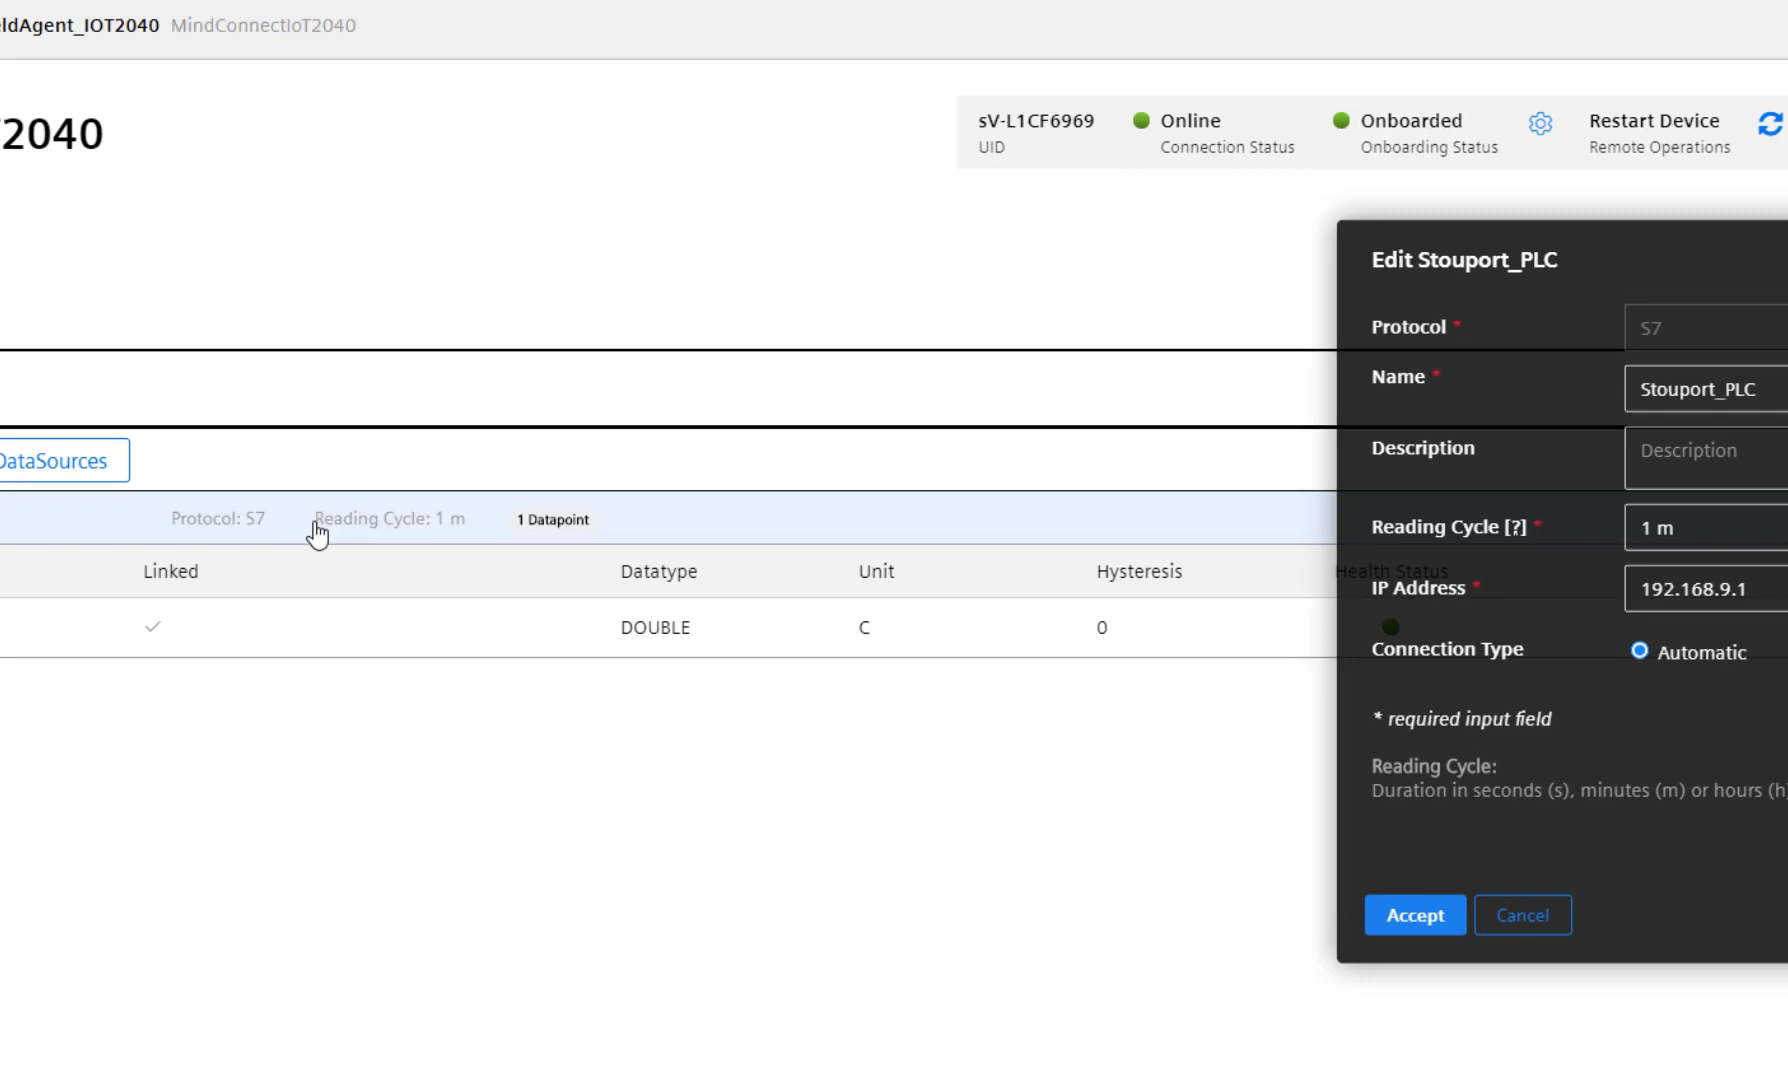 ldAgent_IOT2040 MindConnectIoT2040
2040
sV-L1CF6969 Online Onboarded Restart Device
UID Connection Status Onboarding Status Remote Operations
Edit Stouport_PLC
Protocol * S7
Name * Stouport_PLC
DataSources Description Description
Protocol: S7 Reading Cycle: 1 m 1 Datapoint Reading Cycle [?] * 1 m
Linked Datatype Unit Hysteresis Health Status
IP Address * 192.168.9.1
DOUBLE C 0
Connection Type Automatic
* required input field
Reading Cycle:
Duration in seconds (s), minutes (m) or hours (h
Accept Cancel